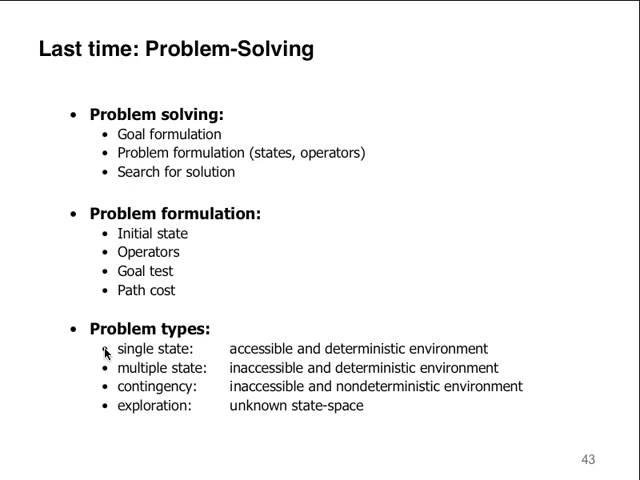 Last time: Problem-Solving
• Problem solving:
• Goal formulation
• Problem formulation (states, operators)
• Search for solution
• Problem formulation:
• Initial state
• Operators
• Goal test
• Path cost
• Problem types:
• single state: accessible and deterministic environment
• multiple state: inaccessible and deterministic environment
• contingency: inaccessible and nondeterministic environment
• exploration: unknown state-space
43